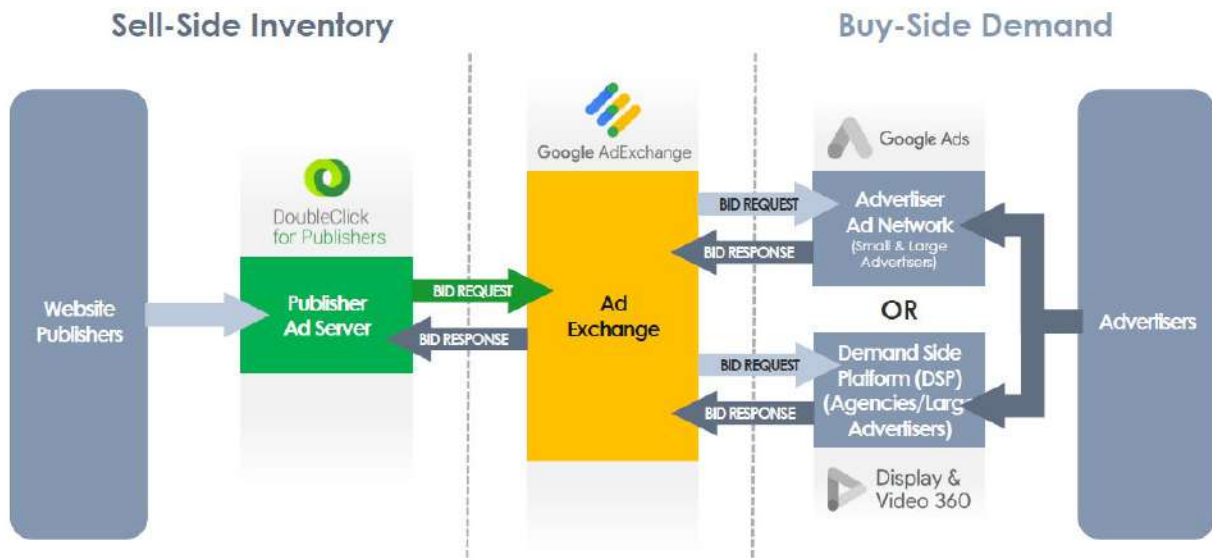 Sell-Side Inventory
Buy-Side Demand
Website
Publishers
DoubleClick
for Publishers
Publisher
Ad Server
BID REQUEST
BID RESPONSE
Google AdExchange
Ad
Exchange
BID REQUEST
BID RESPONSE
BID REQUEST
BID RESPONSE
Google Ads
Advertiser
Ad Network
(Small & Large
Advertisers)
OR
Demand Side
Platform (DSP)
(Agencies/Larg
Advertisers)
Display &
Video 360
Advertisers